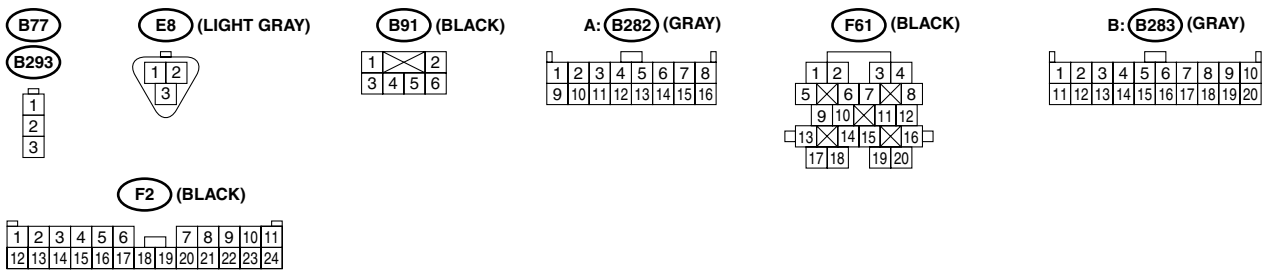 B77 E8 (LIGHT GRAY) B91 (BLACK) A: B282 (GRAY) F61 (BLACK) B: B283 (GRAY)
B293
1
2
3
1 2
3
1 2
3 4 5 6
1 2 3 4 5 6 7 8
9 10 11 12 13 14 15 16
1 2 3 4
5 6 7 8
9 10 11 12
13 14 15 16
17 18 19 20
1 2 3 4 5 6 7 8 9 10
11 12 13 14 15 16 17 18 19 20
F2 (BLACK)
1 2 3 4 5 6 7 8 9 10 11
12 13 14 15 16 17 18 19 20 21 22 23 24